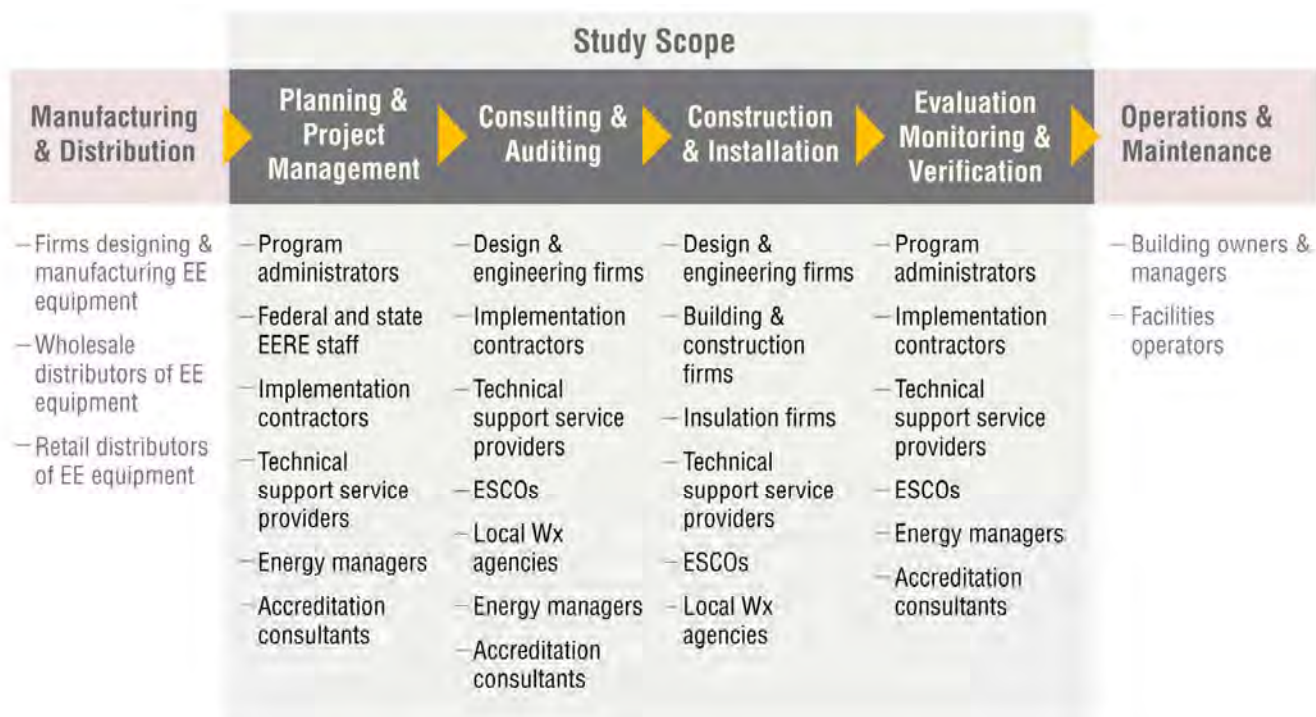 Study Scope
Manufacturing
& Distribution
Planning &
Project
Management
Consulting &
Auditing
Construction
& Installation
Evaluation
Monitoring &
Verification
Operations &
Maintenance
– Firms designing &
manufacturing EE
equipment
– Wholesale
distributors of EE
equipment
– Retail distributors
of EE equipment
– Program
administrators
– Federal and state
EERE staff
– Implementation
contractors
– Technical
support service
providers
– Energy managers
– Accreditation
consultants
– Design &
engineering firms
– Implementation
contractors
– Technical
support service
providers
– ESCOs
– Local Wx
agencies
– Energy managers
– Accreditation
consultants
– Design &
engineering firms
– Building &
construction
firms
– Insulation firms
– Technical
support service
providers
– ESCOs
– Local Wx
agencies
– Program
administrators
– Implementation
contractors
– Technical
support service
providers
– ESCOs
– Energy managers
– Accreditation
consultants
– Building owners &
managers
– Facilities
operators